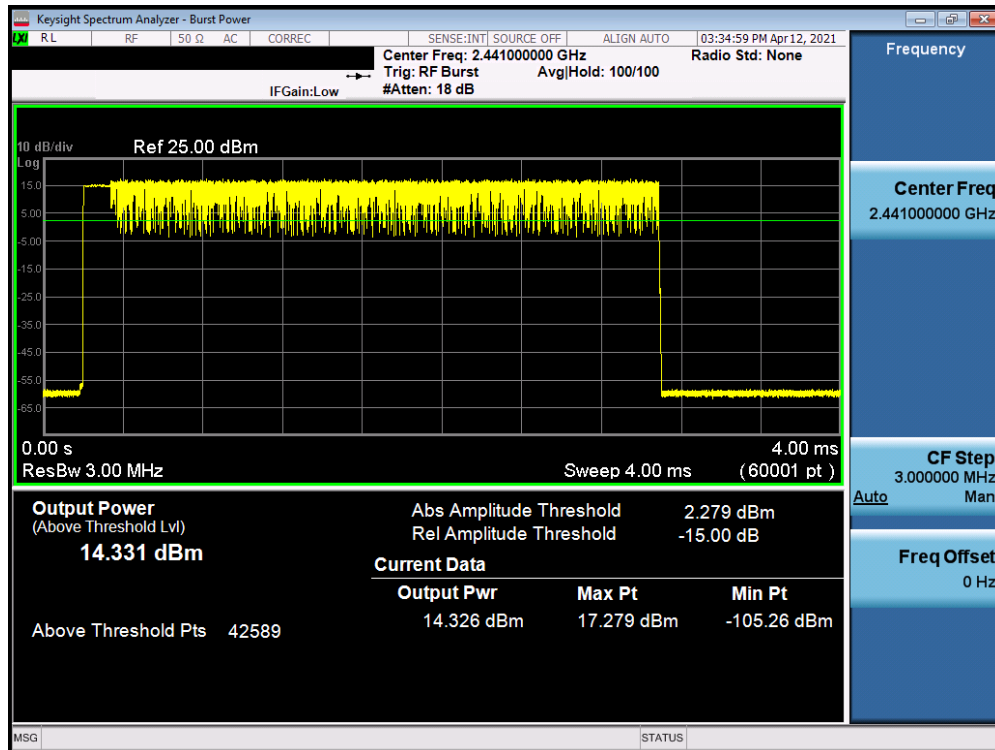 Keysight Spectrum Analyzer - Burst Power
LXI RL RF 50 Ω AC CORREC SENSE:INT SOURCE OFF ALIGN AUTO 03:34:59 PM Apr 12, 2021
Center Freq: 2.441000000 GHz Radio Std: None
Trig: RF Burst Avg|Hold: 100/100
IFGain:Low #Atten: 18 dB
10 dB/div Ref 25.00 dBm
Log
15.0
5.00
-5.00
-15.0
-25.0
-35.0
-45.0
-55.0
-65.0
0.00 s 4.00 ms
ResBw 3.00 MHz Sweep 4.00 ms (60001 pt )
Output Power
(Above Threshold Lvl)
14.331 dBm
Above Threshold Pts 42589
Abs Amplitude Threshold 2.279 dBm
Rel Amplitude Threshold -15.00 dB
Current Data
Output Pwr Max Pt Min Pt
14.326 dBm 17.279 dBm -105.26 dBm
Frequency
Center Freq
2.441000000 GHz
CF Step
3.000000 MHz
Auto Man
Freq Offset
0 Hz
MSG STATUS